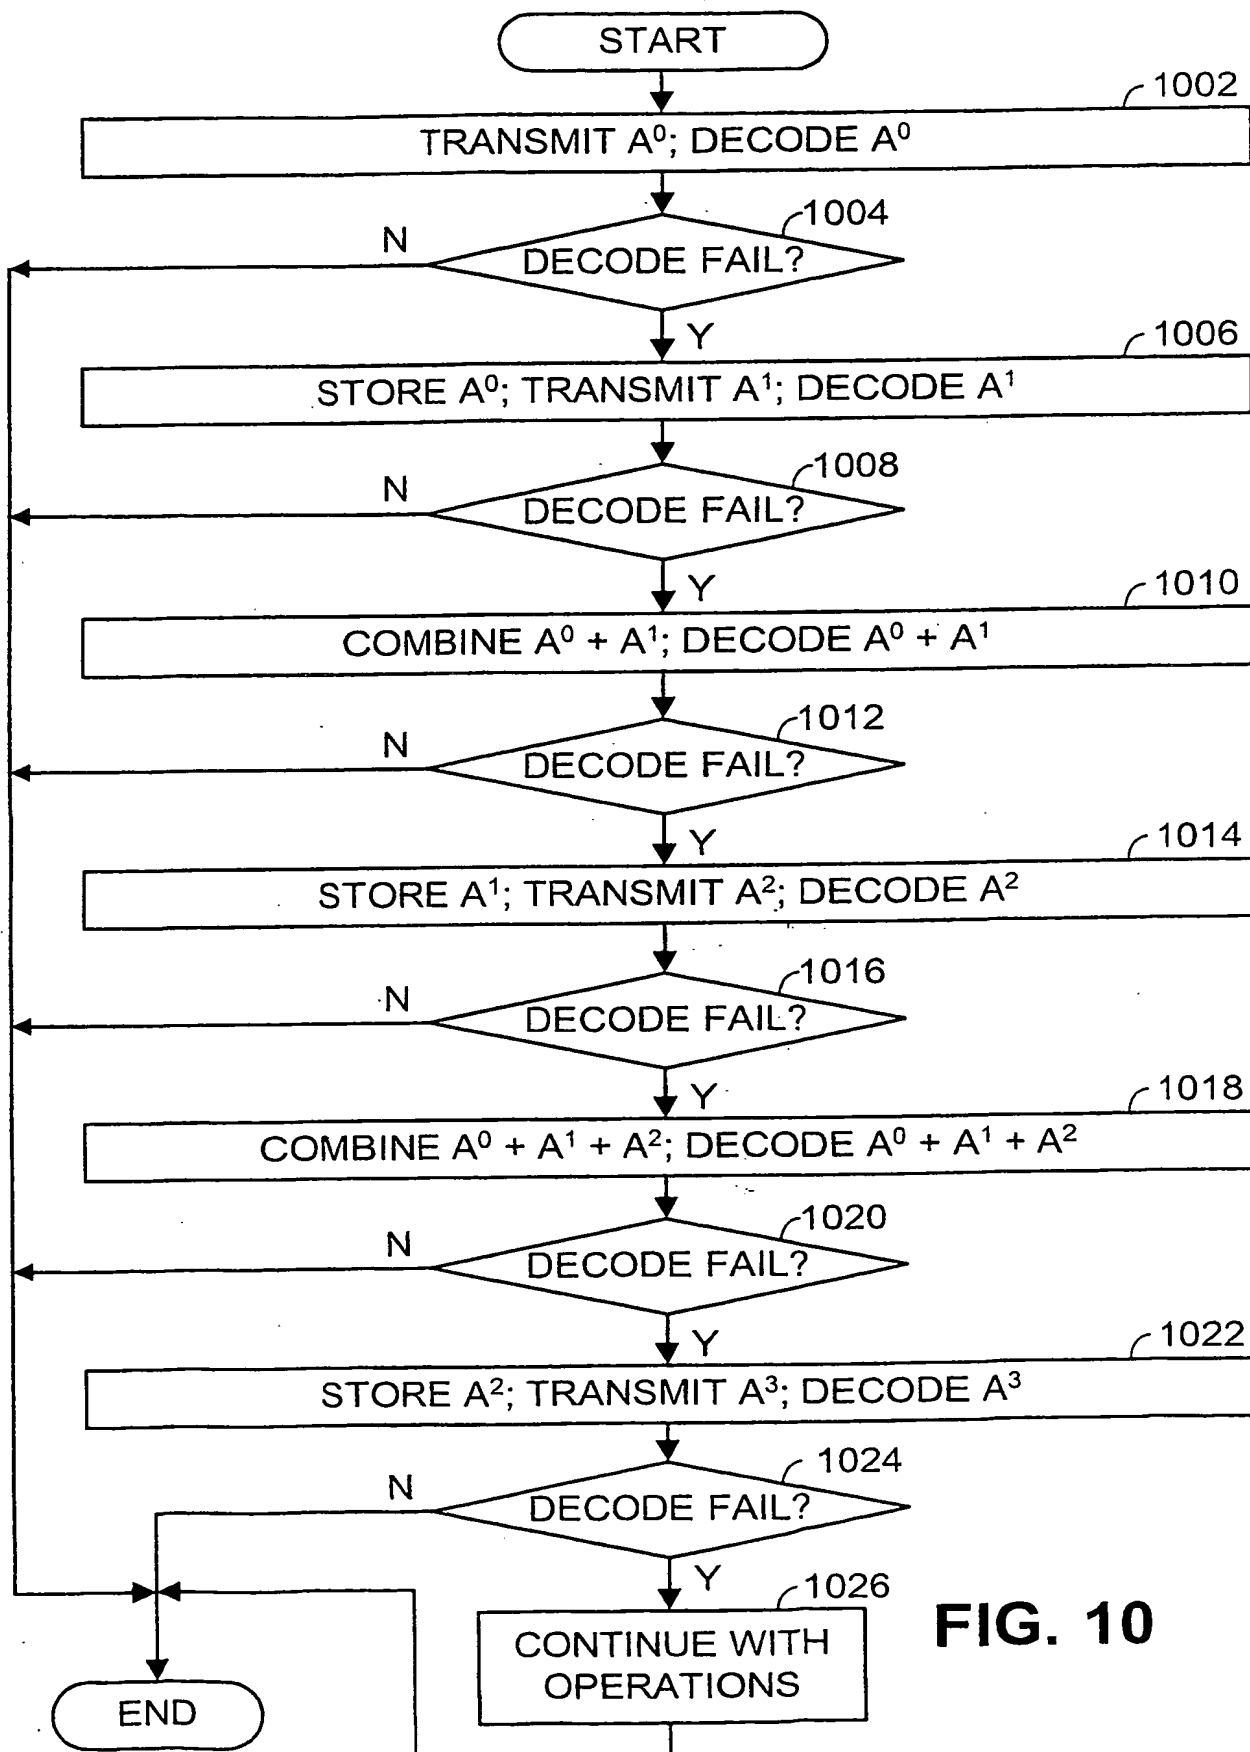 START
1002
TRANSMIT A⁰; DECODE A⁰
1004
N
DECODE FAIL?
Y
1006
STORE A⁰; TRANSMIT A¹; DECODE A¹
1008
N
DECODE FAIL?
Y
1010
COMBINE A⁰ + A¹; DECODE A⁰ + A¹
1012
N
DECODE FAIL?
Y
1014
STORE A¹; TRANSMIT A²; DECODE A²
1016
N
DECODE FAIL?
Y
1018
COMBINE A⁰ + A¹ + A²; DECODE A⁰ + A¹ + A²
1020
N
DECODE FAIL?
Y
1022
STORE A²; TRANSMIT A³; DECODE A³
1024
N
DECODE FAIL?
Y
1026
CONTINUE WITH
OPERATIONS
FIG. 10
END